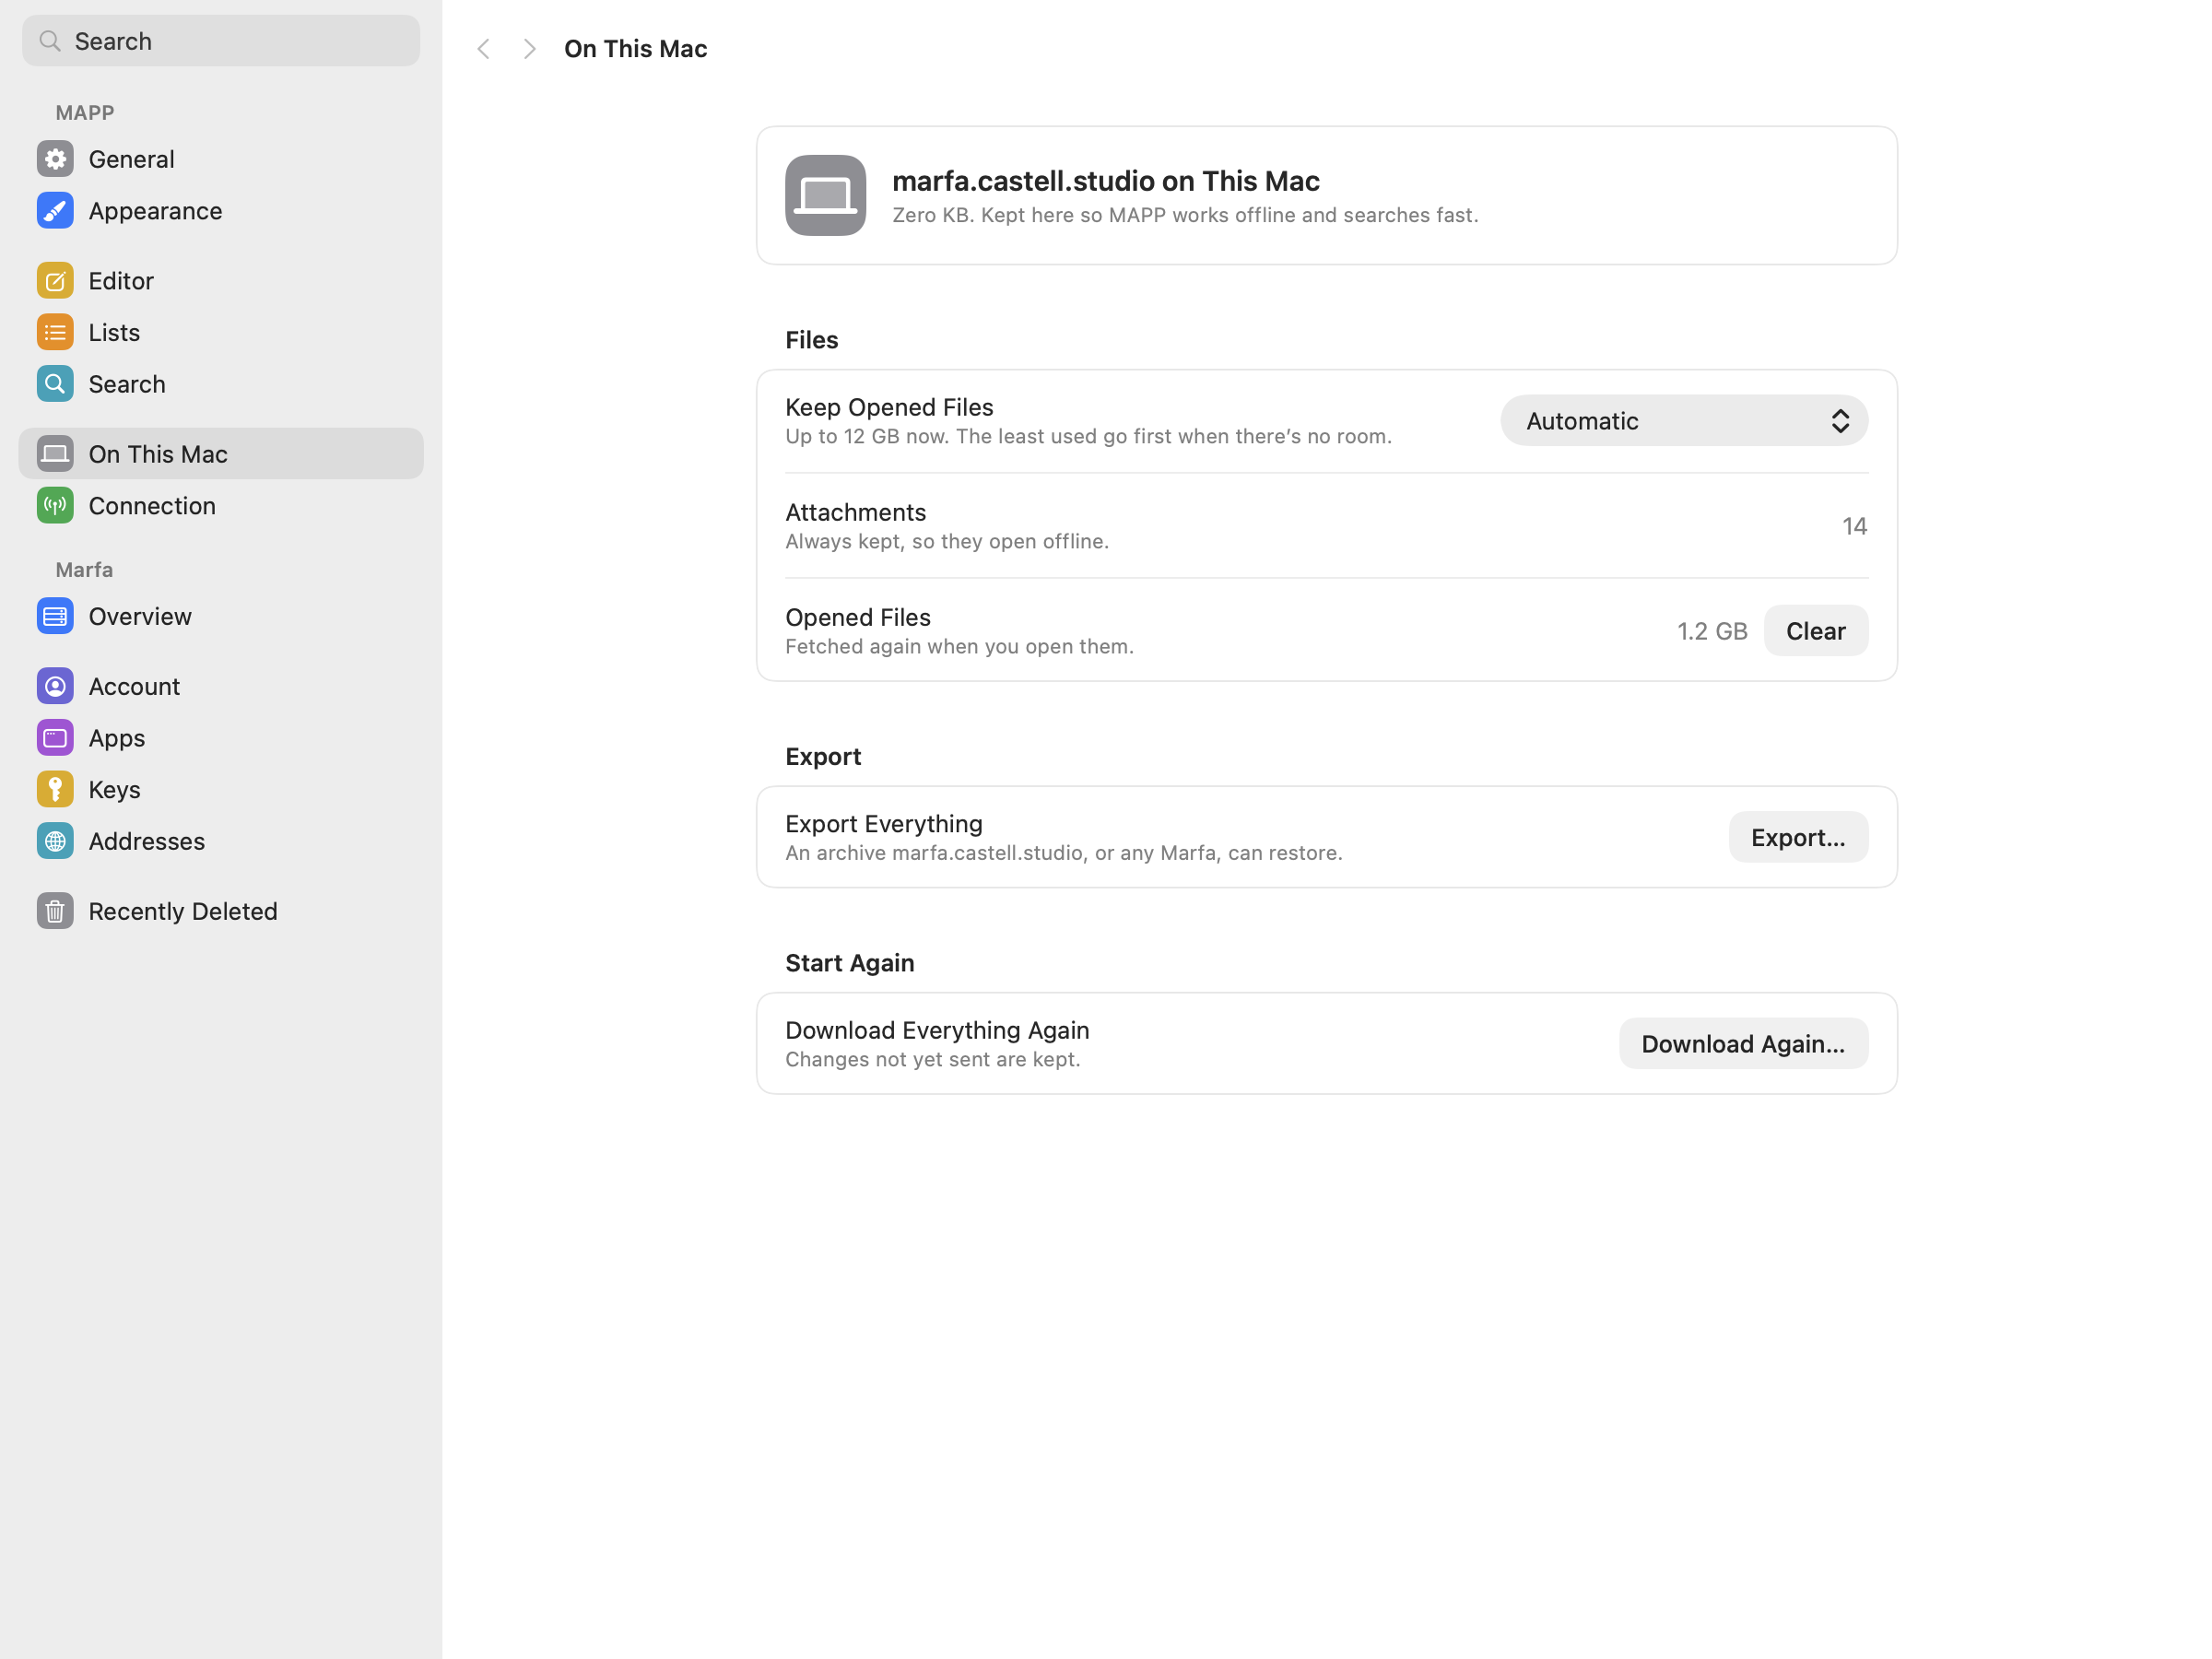 Search
MAPP
General
Appearance
Editor
Lists
Search
On This Mac
Connection
Marfa
Overview
Account
Apps
Keys
Addresses
Recently Deleted
On This Mac
marfa.castell.studio on This Mac
Zero KB. Kept here so MAPP works offline and searches fast.
Files
Keep Opened Files
Up to 12 GB now. The least used go first when there’s no room.
Automatic
Attachments
Always kept, so they open offline.
14
Opened Files
Fetched again when you open them.
1.2 GB
Clear
Export
Export Everything
An archive marfa.castell.studio, or any Marfa, can restore.
Export...
Start Again
Download Everything Again
Changes not yet sent are kept.
Download Again...